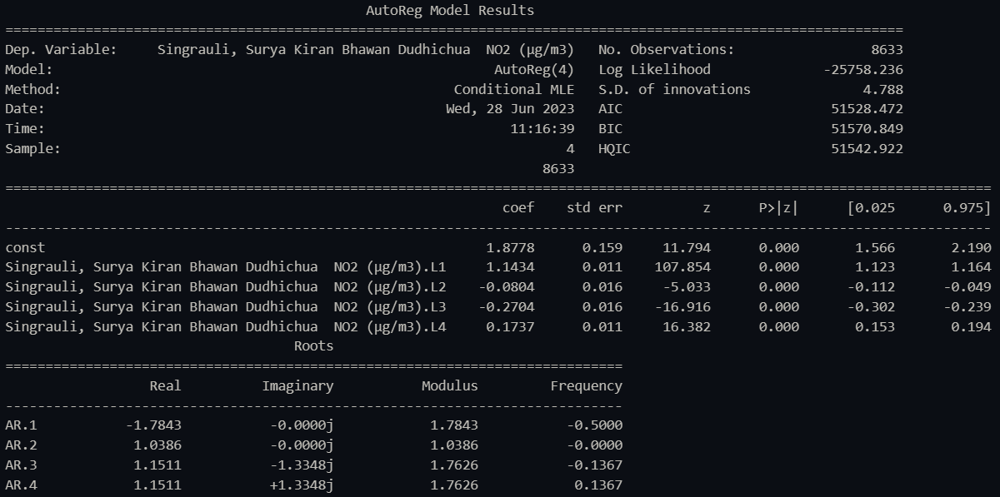 AutoReg Model Results
==============================================================================================================
Dep. Variable:     Singrauli, Surya Kiran Bhawan Dudhichua  NO2 (µg/m3)   No. Observations:                 8633
Model:                                                       AutoReg(4)   Log Likelihood              -25758.236
Method:                                                 Conditional MLE   S.D. of innovations              4.788
Date:                                                  Wed, 28 Jun 2023   AIC                          51528.472
Time:                                                          11:16:39   BIC                          51570.849
Sample:                                                               4   HQIC                         51542.922
                                                                   8633
==============================================================================================================
coef    std err          z      P>|z|      [0.025      0.975]
--------------------------------------------------------------------------------------------------------------
const                                                        1.8778      0.159     11.794      0.000       1.566       2.190
Singrauli, Surya Kiran Bhawan Dudhichua  NO2 (µg/m3).L1     1.1434      0.011    107.854      0.000       1.123       1.164
Singrauli, Surya Kiran Bhawan Dudhichua  NO2 (µg/m3).L2    -0.0804      0.016     -5.033      0.000      -0.112      -0.049
Singrauli, Surya Kiran Bhawan Dudhichua  NO2 (µg/m3).L3    -0.2704      0.016    -16.916      0.000      -0.302      -0.239
Singrauli, Surya Kiran Bhawan Dudhichua  NO2 (µg/m3).L4     0.1737      0.011     16.382      0.000       0.153       0.194
Roots
=============================================================================
Real          Imaginary           Modulus         Frequency
-----------------------------------------------------------------------------
AR.1           -1.7843           -0.0000j            1.7843           -0.5000
AR.2            1.0386           -0.0000j            1.0386           -0.0000
AR.3            1.1511           -1.3348j            1.7626           -0.1367
AR.4            1.1511           +1.3348j            1.7626            0.1367